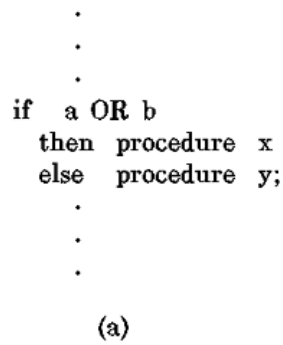 .
.
.
if a OR b
then procedure x
else procedure y;
.
.
.
(a)